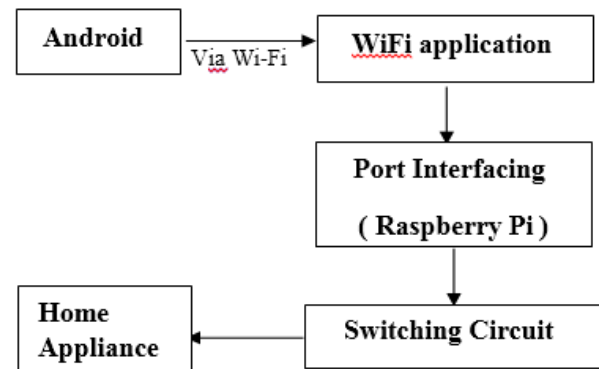 Android
Via Wi-Fi
WiFi application
Port Interfacing
( Raspberry Pi )
Switching Circuit
Home
Appliance